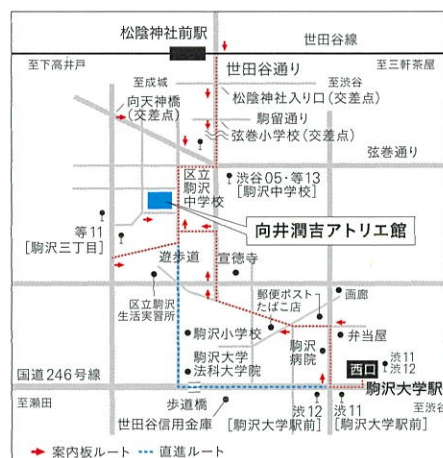 松陰神社前駅
世田谷線
至下高井戸
世田谷通り
至三軒茶屋
至成城
至渋谷
向天神橋
(交差点)
松陰神社入り口(交差点)
駒留通り
弦巻小学校(交差点)
弦巻通り
区立
駒沢
中学校
渋谷05・等13
[駒沢中学校]
向井潤吉アトリエ館
等11
[駒沢三丁目]
遊歩道
宣徳寺
区立駒沢
生活実習所
郵便ポスト
たばこ店
画廊
駒沢小学校
駒沢
病院
弁当屋
駒沢大学
法科大学院
西口
渋11
渋12
国道246号線
駒沢大学駅
至瀬田
歩道橋
世田谷信用金庫
渋
12
[駒沢大学駅前]
渋11
[駒沢大学駅前]
至渋谷
案内板ルート
直進ルート